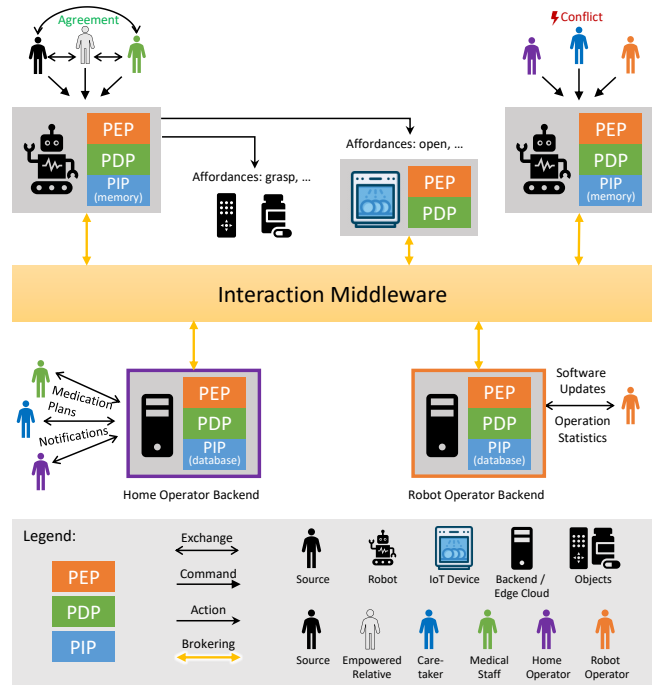 Agreement
Conflict
PEP
PDP
PIP
(memory)
Affordances: grasp, ...
Affordances: open, ...
PEP
PDP
PEP
PDP
PIP
(memory)
Interaction Middleware
Medication
Plans
Notifications
PEP
PDP
PIP
(database)
Home Operator Backend
PEP
PDP
PIP
(database)
Robot Operator Backend
Software
Updates
Operation
Statistics
Legend:
PEP
PDP
PIP
Exchange
Command
Action
Brokering
Source
Robot
IoT Device
Backend /
Edge Cloud
Objects
Source
Empowered
Relative
Care-
taker
Medical
Staff
Home
Operator
Robot
Operator